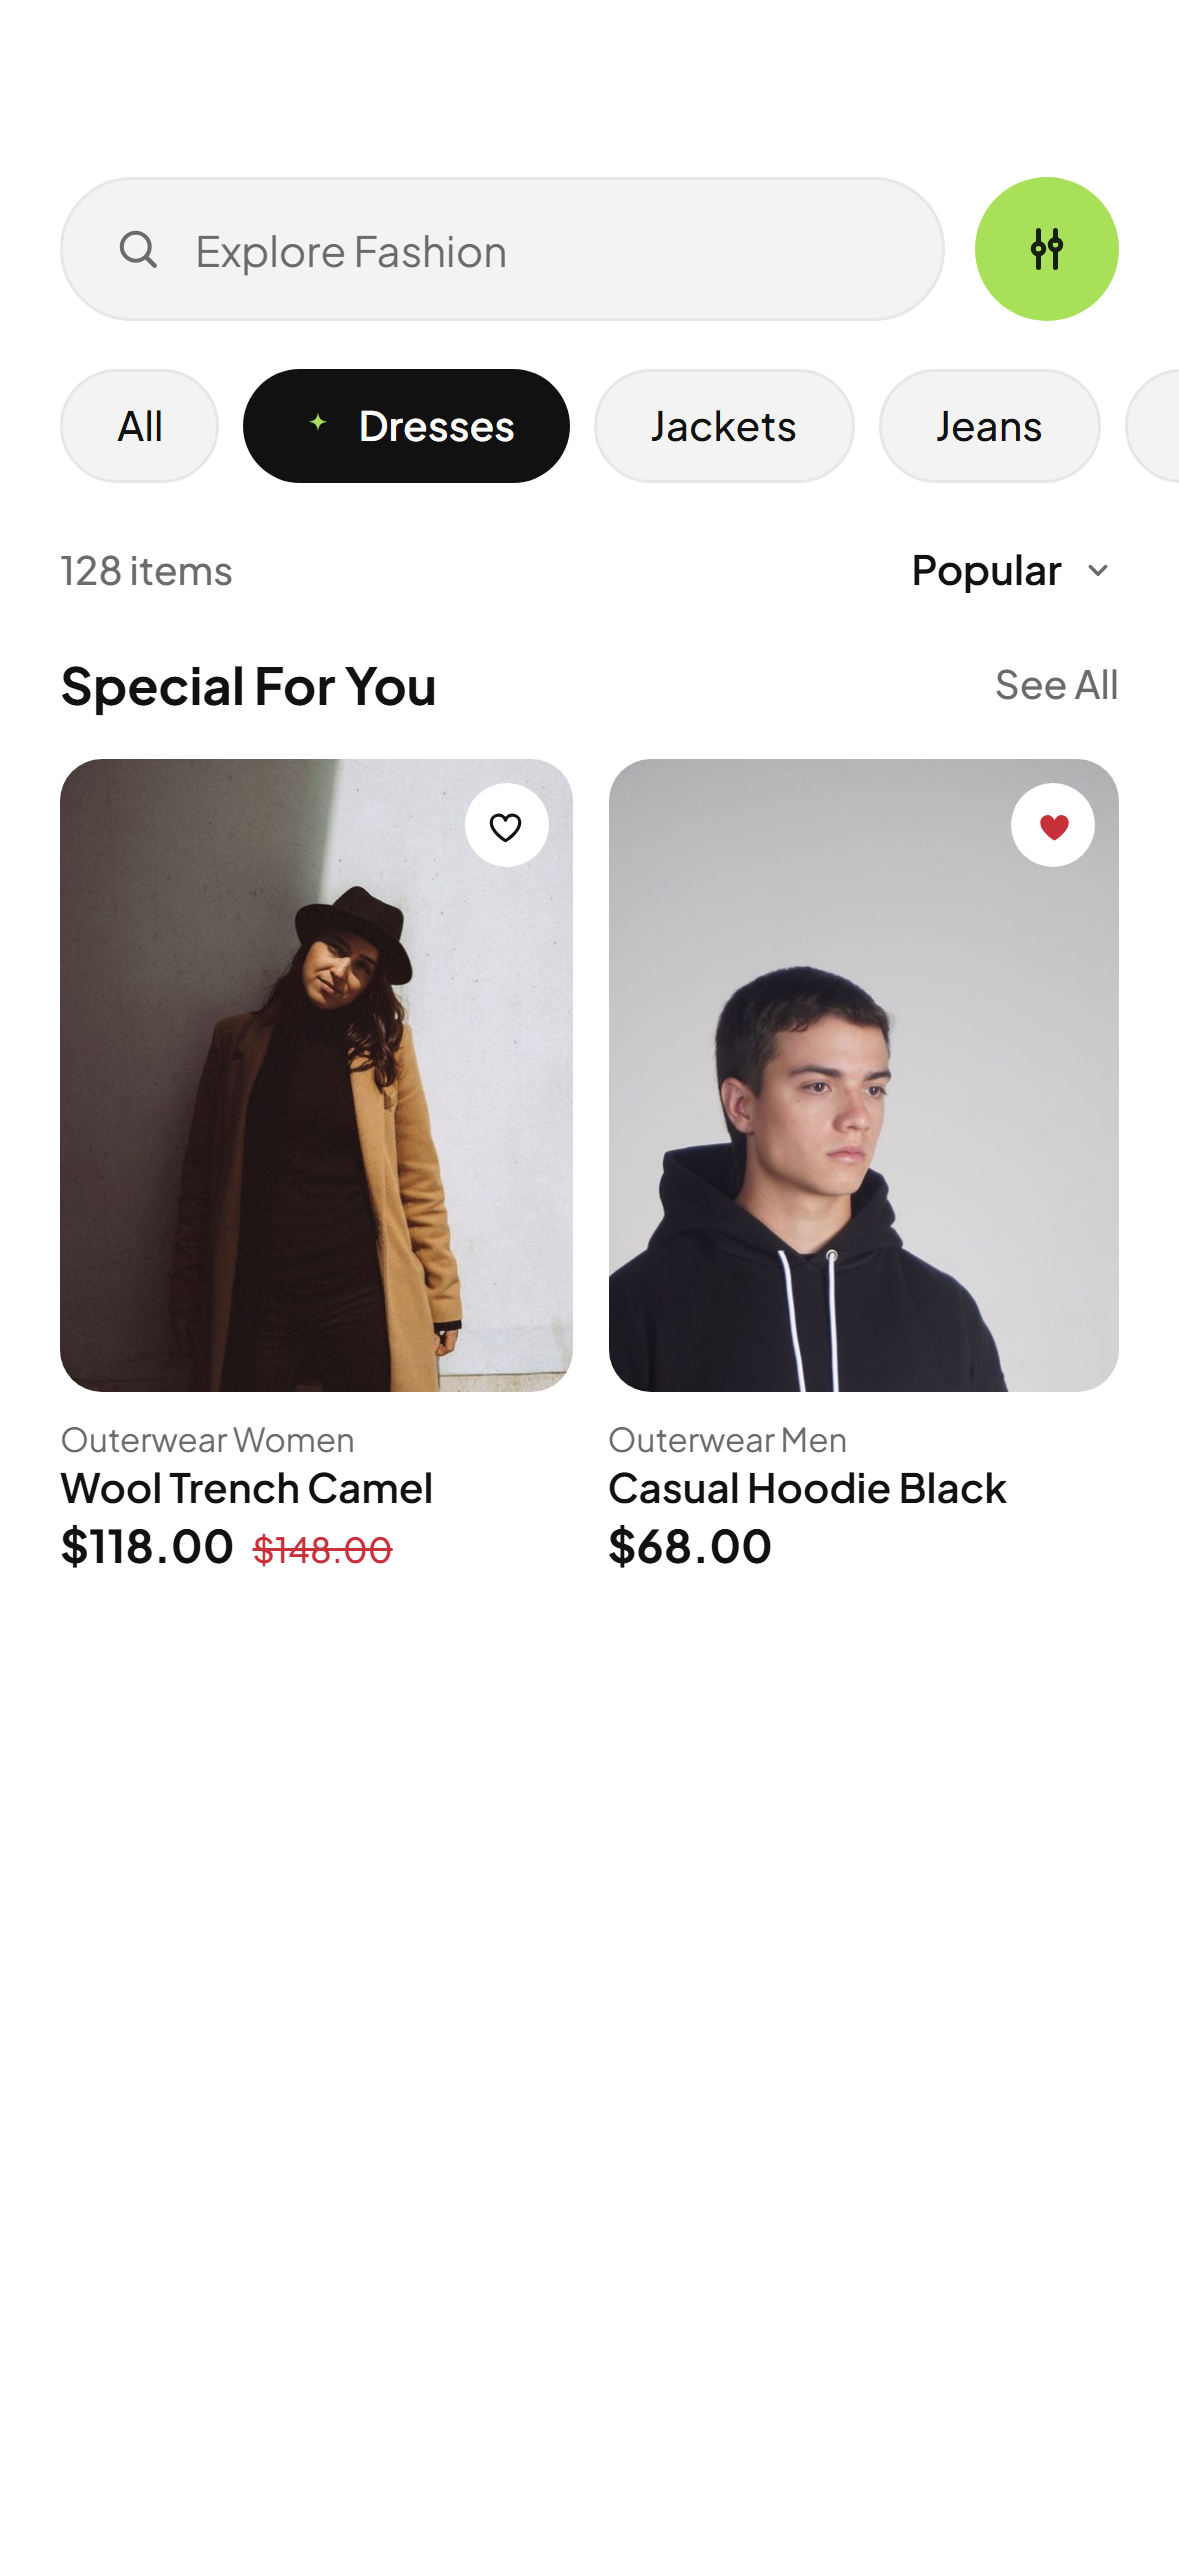 Explore Fashion
All Dresses Jackets Jeans
128 items Popular
Special For You See All
Outerwear Women Outerwear Men
Wool Trench Camel Casual Hoodie Black
$118.00 $148.00 $68.00